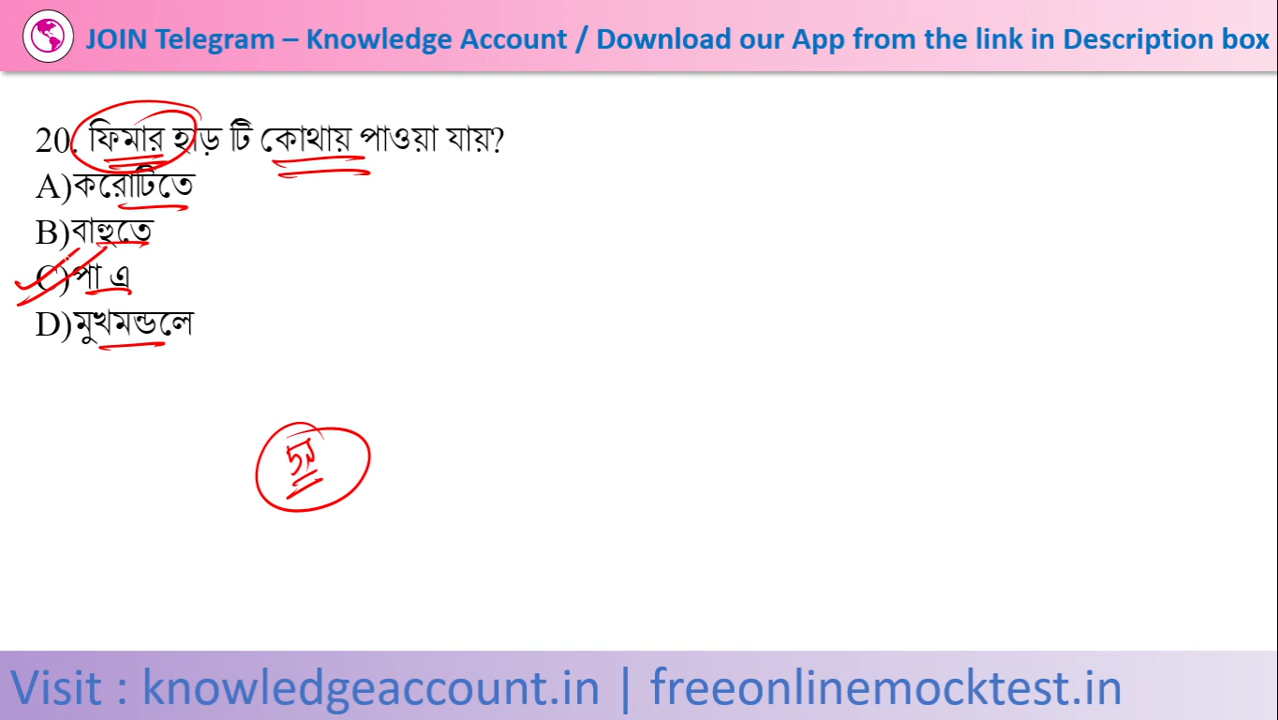 JOIN Telegram – Knowledge Account / Download our App from the link in Description box
20. ফিমার হাড় টি কোথায় পাওয়া যায়?
A)করোটিতে
B)বাহুতে
C)পা এ
D)মুখমন্ডলে
Visit : knowledgeaccount.in | freeonlinemocktest.in